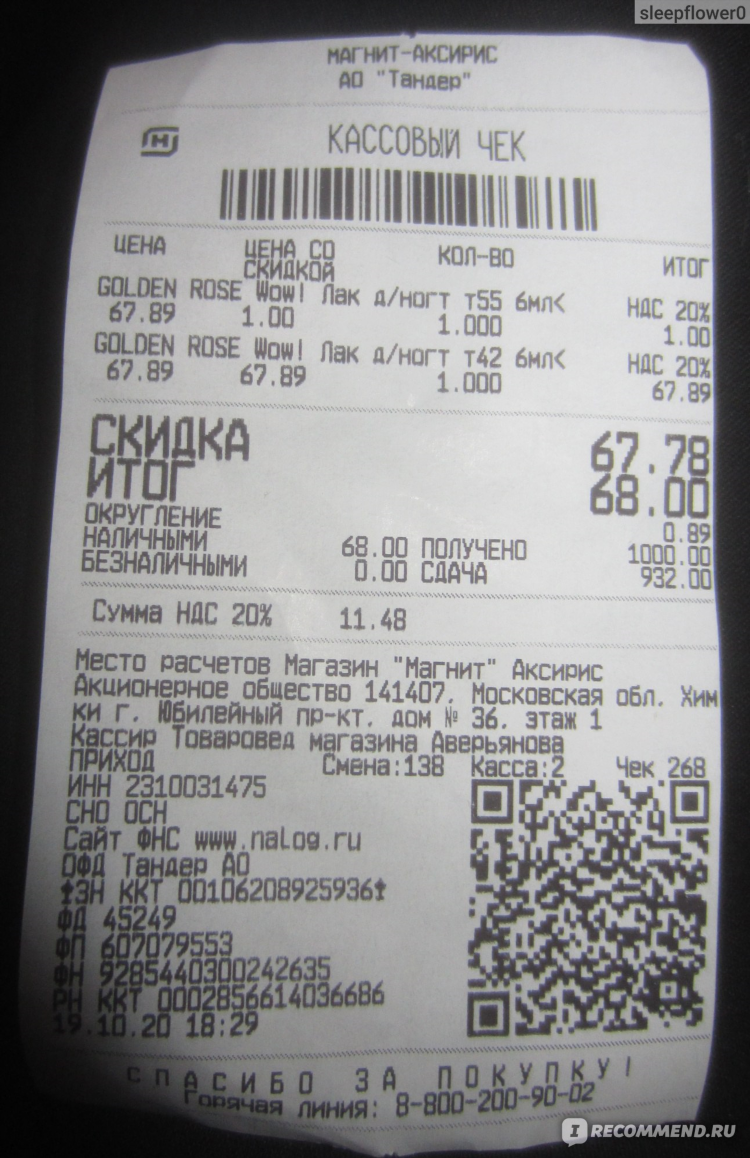 sleepflower0
МАГНИТ-АКСИРИС
АО "Тандер"
КАССОВЫЙ ЧЕК
ЦЕНА ЦЕНА СО СКИДКОЙ КОЛ-ВО ИТОГ
GOLDEN ROSE Wow! Лак д/ногт т55 6мл< НДС 20%
67.89 1.00 1.000 1.00
GOLDEN ROSE Wow! Лак д/ногт т42 6мл< НДС 20%
67.89 67.89 1.000 67.89
СКИДКА 67.78
ИТОГ 68.00
ОКРУГЛЕНИЕ 0.89
НАЛИЧНЫМИ 68.00 ПОЛУЧЕНО 1000.00
БЕЗНАЛИЧНЫМИ 0.00 СДАЧА 932.00
Сумма НДС 20% 11.48
Место расчетов Магазин "Магнит" Аксирис
Акционерное общество 141407, Московская обл. Хим
ки г. Юбилейный пр-кт. дом № 36. этаж 1
Кассир Товаровед магазина Аверьянова
ПРИХОД Смена:138 Касса:2 Чек 268
ИНН 2310031475
СНО ОСН
Сайт ФНС www.nalog.ru
ОФД Тандер АО
ЗН ККТ 00106208925936
ФД 45249
ФП 607079553
ФН 9285440300242635
РН ККТ 0002856614036686
19.10.20 18:29
СПАСИБО ЗА ПОКУПКУ!
Горячая линия: 8-800-200-90-02
IRECOMMEND.RU